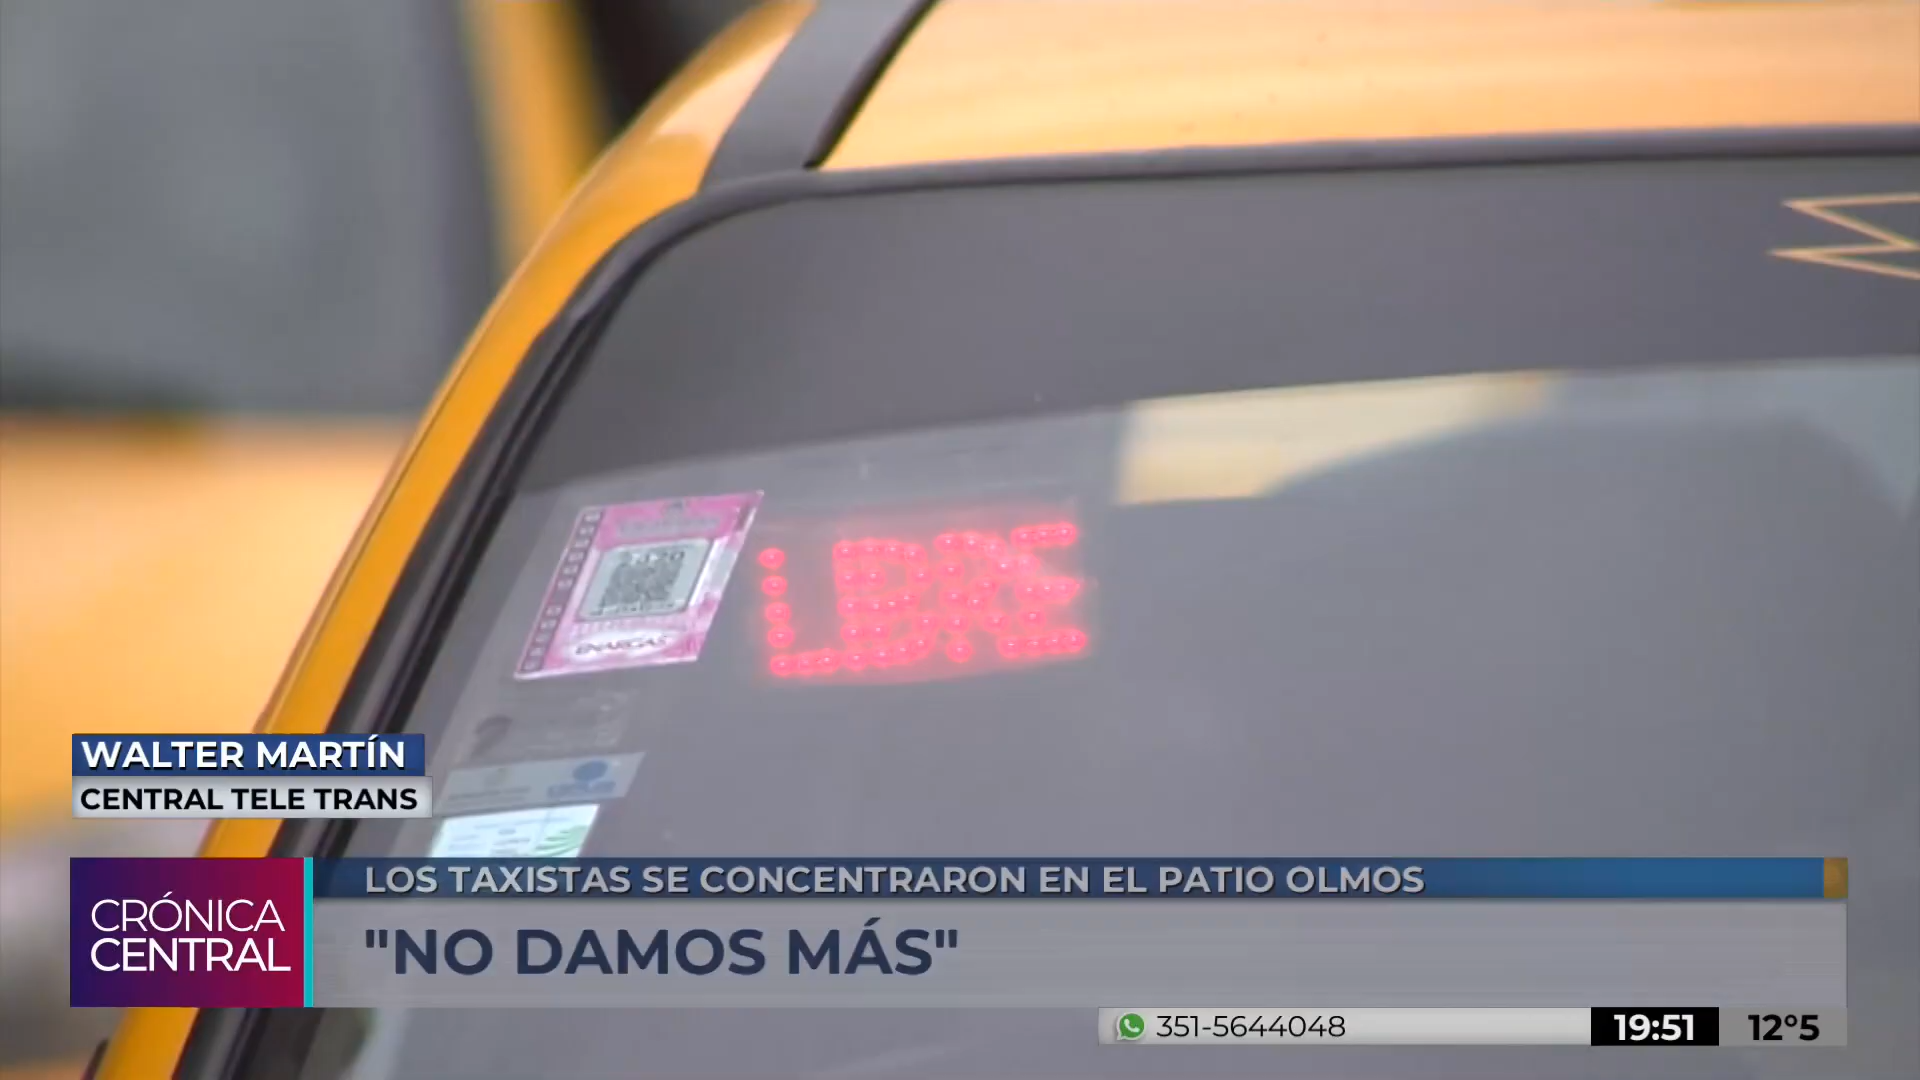 LIBRE
ENARGAS
WALTER MARTÍN
CENTRAL TELE TRANS
CRÓNICA
CENTRAL
LOS TAXISTAS SE CONCENTRARON EN EL PATIO OLMOS
"NO DAMOS MÁS"
351-5644048
19:51
12°5